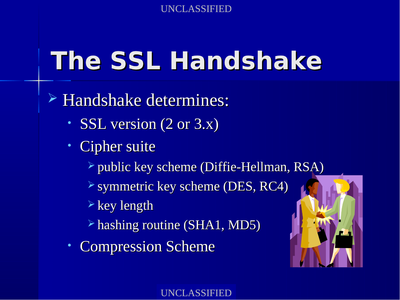 UNCLASSIFIED
The SSL Handshake
Handshake determines:
SSL version (2 or 3.x)
Cipher suite
public key scheme (Diffie-Hellman, RSA)
symmetric key scheme (DES, RC4)
key length
hashing routine (SHA1, MD5)
Compression Scheme
UNCLASSIFIED